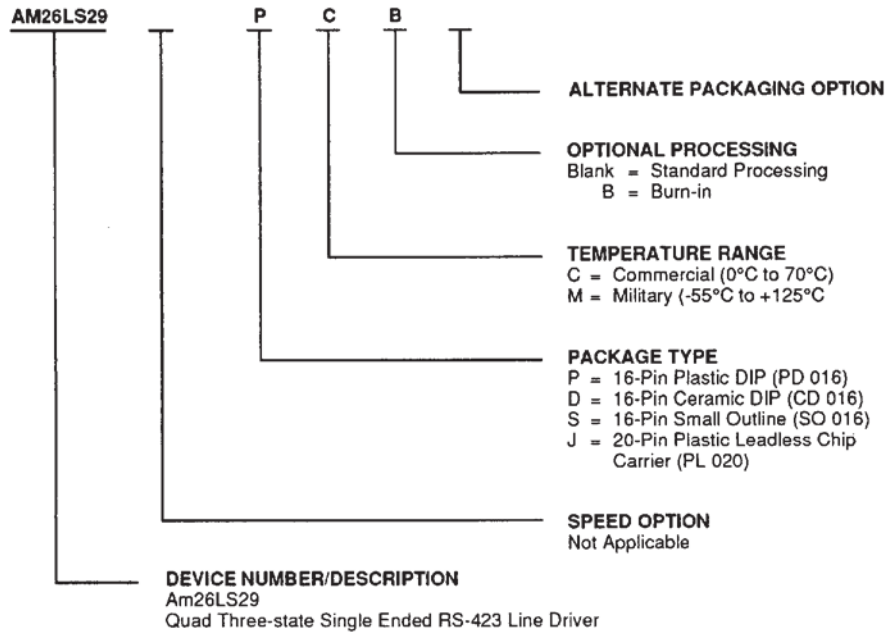 AM26LS29 P C B
ALTERNATE PACKAGING OPTION
OPTIONAL PROCESSING
Blank = Standard Processing
B = Burn-in
TEMPERATURE RANGE
C = Commercial (0°C to 70°C)
M = Military (-55°C to +125°C
PACKAGE TYPE
P = 16-Pin Plastic DIP (PD 016)
D = 16-Pin Ceramic DIP (CD 016)
S = 16-Pin Small Outline (SO 016)
J = 20-Pin Plastic Leadless Chip
Carrier (PL 020)
SPEED OPTION
Not Applicable
DEVICE NUMBER/DESCRIPTION
Am26LS29
Quad Three-state Single Ended RS-423 Line Driver